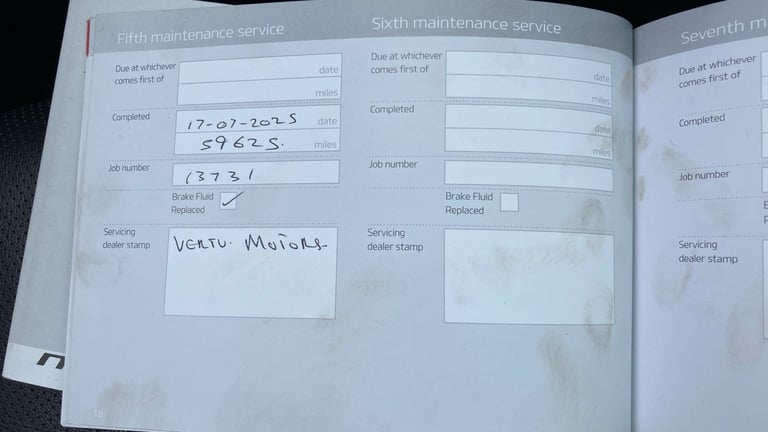 Fifth maintenance service
Due at whichever
comes first of
date
miles
Completed
17-07-2025 date
59625. miles
Job number
13731
Brake Fluid
Replaced
Servicing
dealer stamp
VERTU. MOTORS
Sixth maintenance service
Due at whichever
comes first of
date
miles
Completed
date
miles
Job number
Brake Fluid
Replaced
Servicing
dealer stamp
Seventh m
Due at whichever
comes first of
Completed
Job number
Servicing
dealer stamp